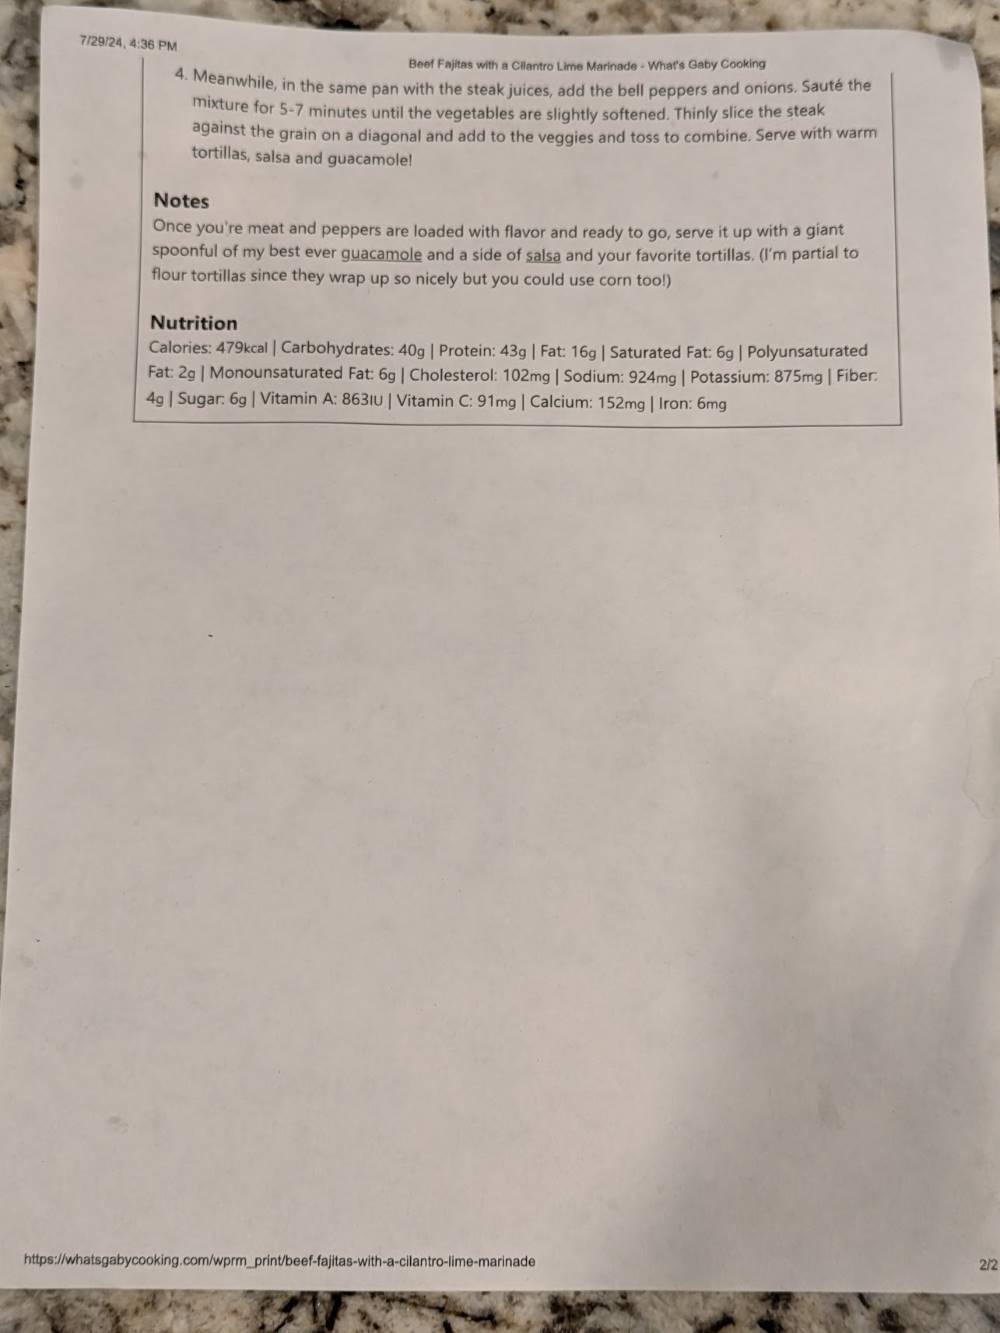 7/29/24, 4:36 PM
Beef Fajitas with a Cilantro Lime Marinade - What's Gaby Cooking
4. Meanwhile, in the same pan with the steak juices, add the bell peppers and onions. Sauté the
mixture for 5-7 minutes until the vegetables are slightly softened. Thinly slice the steak
against the grain on a diagonal and add to the veggies and toss to combine. Serve with warm
tortillas, salsa and guacamole!
Notes
Once you're meat and peppers are loaded with flavor and ready to go, serve it up with a giant
spoonful of my best ever guacamole and a side of salsa and your favorite tortillas. (I'm partial to
flour tortillas since they wrap up so nicely but you could use corn too!)
Nutrition
Calories: 479kcal | Carbohydrates: 40g | Protein: 43g | Fat: 16g | Saturated Fat: 6g | Polyunsaturated
Fat: 2g | Monounsaturated Fat: 6g | Cholesterol: 102mg | Sodium: 924mg | Potassium: 875mg | Fiber:
4g | Sugar: 6g | Vitamin A: 863IU | Vitamin C: 91mg | Calcium: 152mg | Iron: 6mg
https://whatsgabycooking.com/wprm_print/beef-fajitas-with-a-cilantro-lime-marinade
2/2